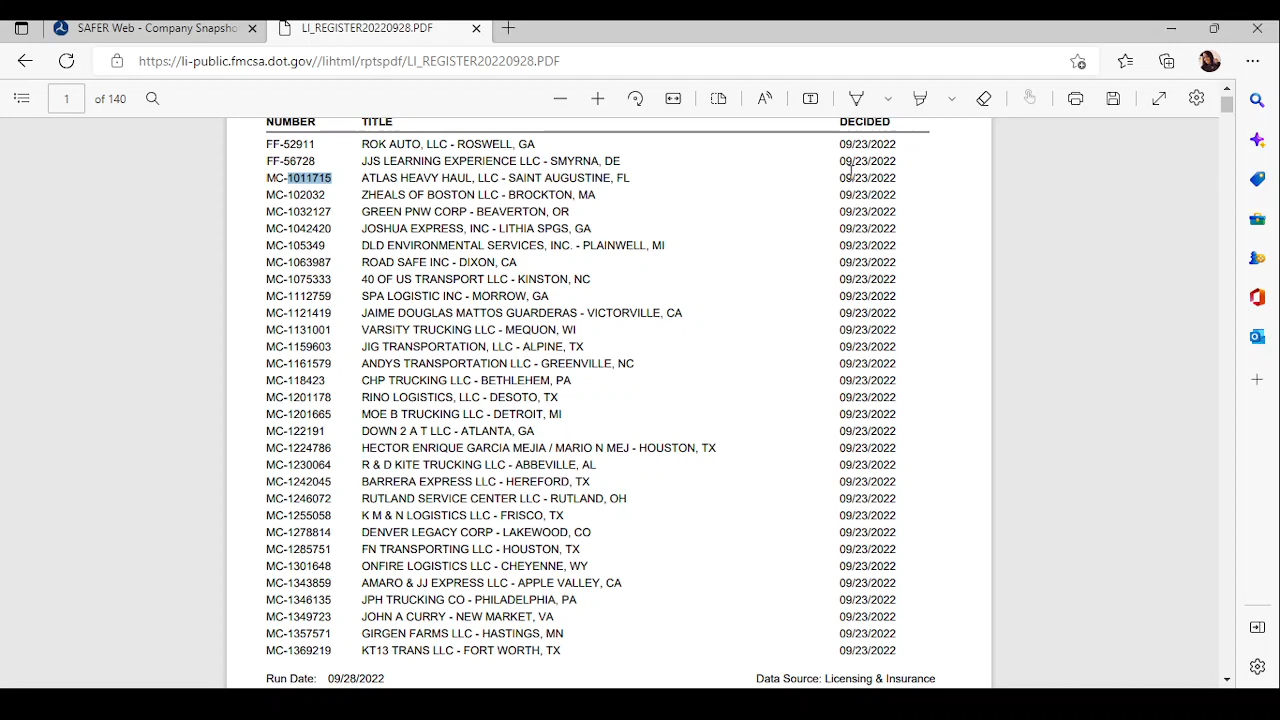 SAFER Web - Company Snapsho
LI_REGISTER20220928.PDF
https://li-public.fmcsa.dot.gov//lihtml/rptspdf/LI_REGISTER20220928.PDF
1 of 140
NUMBER TITLE DECIDED
FF-52911 ROK AUTO, LLC - ROSWELL, GA 09/23/2022
FF-56728 JJS LEARNING EXPERIENCE LLC - SMYRNA, DE 09/23/2022
MC-1011715 ATLAS HEAVY HAUL, LLC - SAINT AUGUSTINE, FL 09/23/2022
MC-102032 ZHEALS OF BOSTON LLC - BROCKTON, MA 09/23/2022
MC-1032127 GREEN PNW CORP - BEAVERTON, OR 09/23/2022
MC-1042420 JOSHUA EXPRESS, INC - LITHIA SPGS, GA 09/23/2022
MC-105349 DLD ENVIRONMENTAL SERVICES, INC. - PLAINWELL, MI 09/23/2022
MC-1063987 ROAD SAFE INC - DIXON, CA 09/23/2022
MC-1075333 40 OF US TRANSPORT LLC - KINSTON, NC 09/23/2022
MC-1112759 SPA LOGISTIC INC - MORROW, GA 09/23/2022
MC-1121419 JAIME DOUGLAS MATTOS GUARDERAS - VICTORVILLE, CA 09/23/2022
MC-1131001 VARSITY TRUCKING LLC - MEQUON, WI 09/23/2022
MC-1159603 JIG TRANSPORTATION, LLC - ALPINE, TX 09/23/2022
MC-1161579 ANDYS TRANSPORTATION LLC - GREENVILLE, NC 09/23/2022
MC-118423 CHP TRUCKING LLC - BETHLEHEM, PA 09/23/2022
MC-1201178 RINO LOGISTICS, LLC - DESOTO, TX 09/23/2022
MC-1201665 MOE B TRUCKING LLC - DETROIT, MI 09/23/2022
MC-122191 DOWN 2 A T LLC - ATLANTA, GA 09/23/2022
MC-1224786 HECTOR ENRIQUE GARCIA MEJIA / MARIO N MEJ - HOUSTON, TX 09/23/2022
MC-1230064 R & D KITE TRUCKING LLC - ABBEVILLE, AL 09/23/2022
MC-1242045 BARRERA EXPRESS LLC - HEREFORD, TX 09/23/2022
MC-1246072 RUTLAND SERVICE CENTER LLC - RUTLAND, OH 09/23/2022
MC-1255058 K M & N LOGISTICS LLC - FRISCO, TX 09/23/2022
MC-1278814 DENVER LEGACY CORP - LAKEWOOD, CO 09/23/2022
MC-1285751 FN TRANSPORTING LLC - HOUSTON, TX 09/23/2022
MC-1301648 ONFIRE LOGISTICS LLC - CHEYENNE, WY 09/23/2022
MC-1343859 AMARO & JJ EXPRESS LLC - APPLE VALLEY, CA 09/23/2022
MC-1346135 JPH TRUCKING CO - PHILADELPHIA, PA 09/23/2022
MC-1349723 JOHN A CURRY - NEW MARKET, VA 09/23/2022
MC-1357571 GIRGEN FARMS LLC - HASTINGS, MN 09/23/2022
MC-1369219 KT13 TRANS LLC - FORT WORTH, TX 09/23/2022
Run Date: 09/28/2022 Data Source: Licensing & Insurance